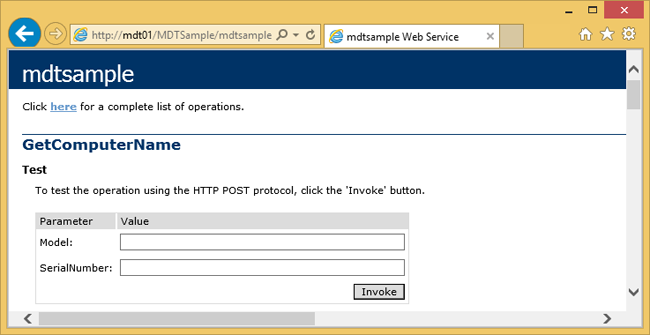 http://mdt01/MDTSample/mdtsample
mdtsample Web Service
mdtsample
Click here for a complete list of operations.
GetComputerName
Test
To test the operation using the HTTP POST protocol, click the 'Invoke' button.
Parameter Value
Model:
SerialNumber:
Invoke